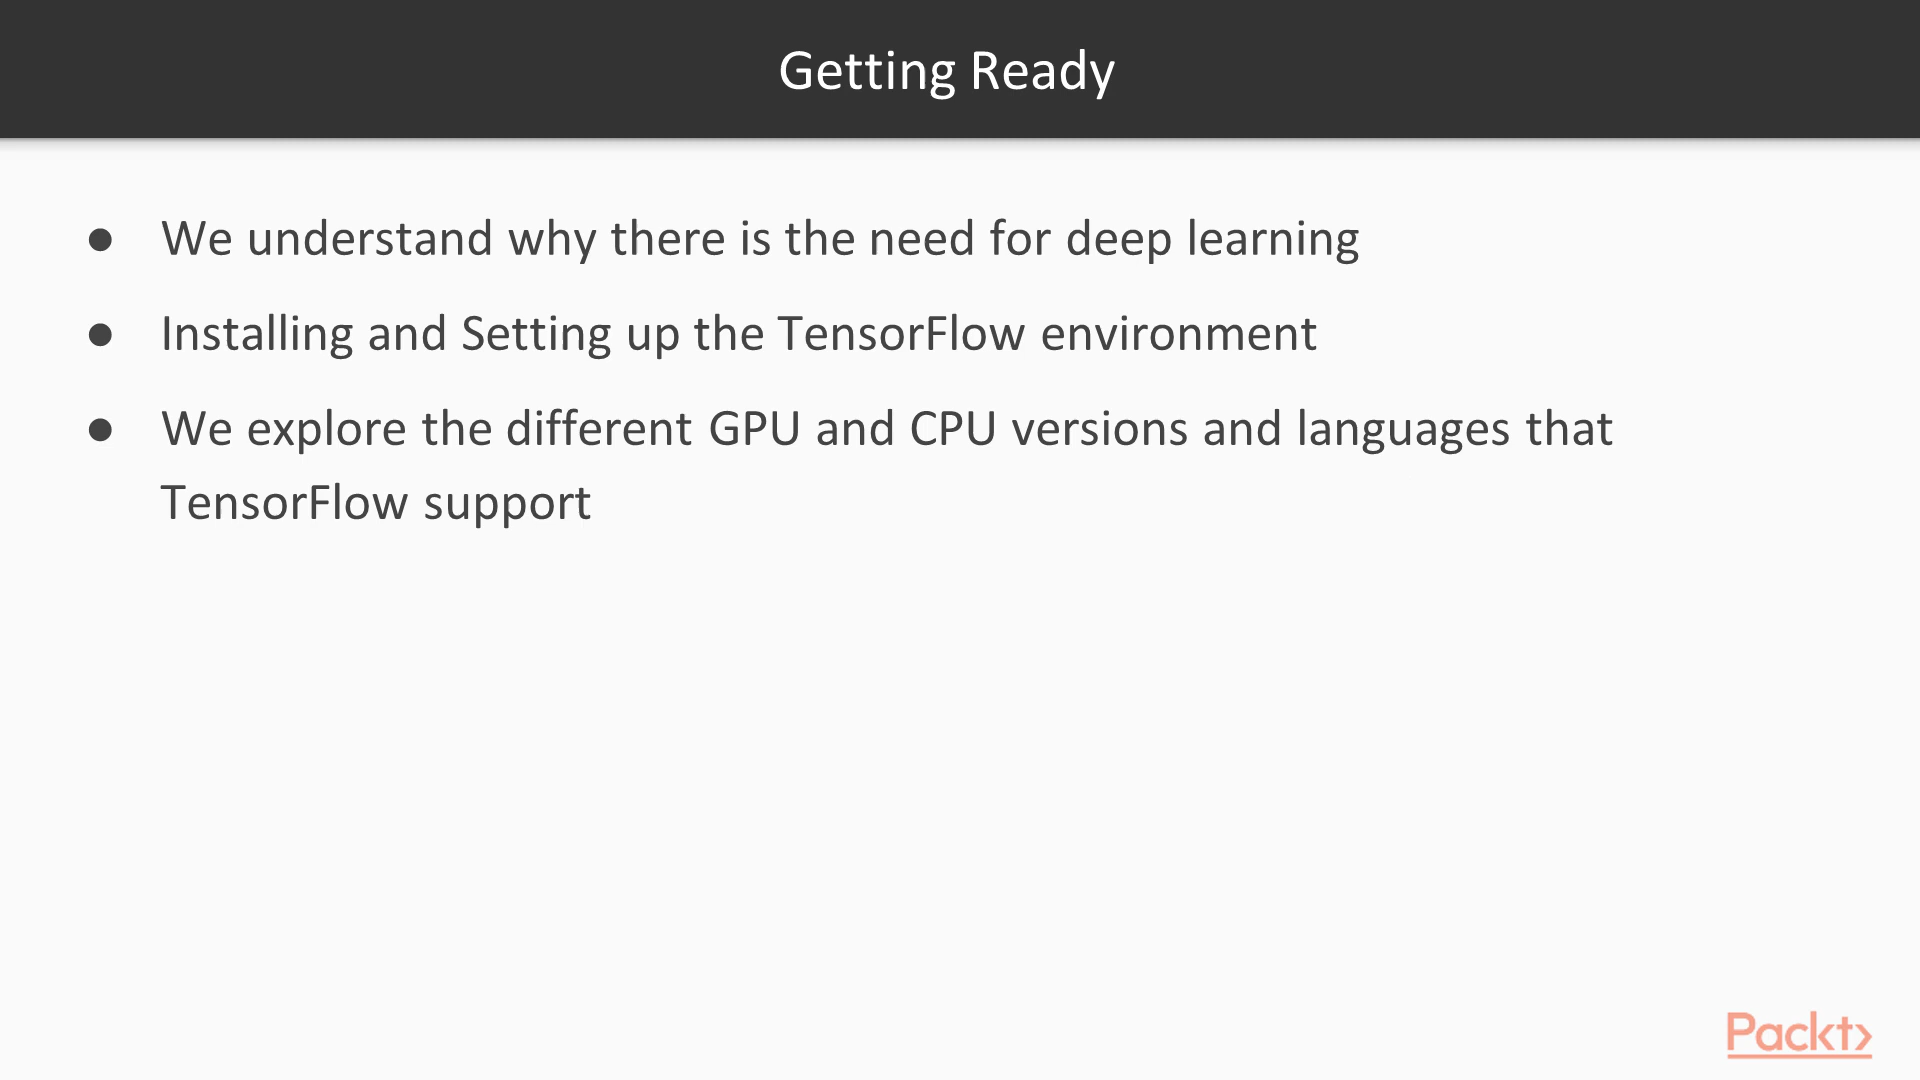 Getting Ready
● We understand why there is the need for deep learning
● Installing and Setting up the TensorFlow environment
● We explore the different GPU and CPU versions and languages that
TensorFlow support
Packt>